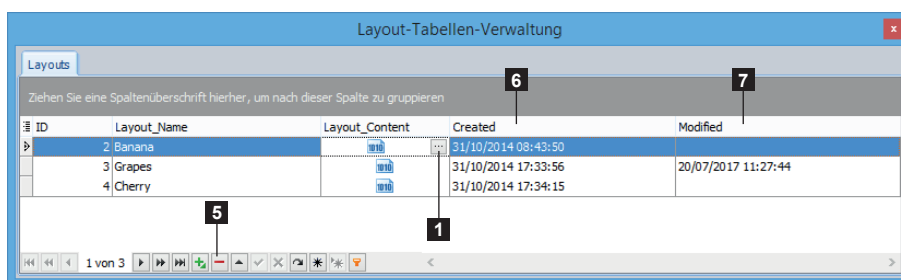 Layout-Tabellen-Verwaltung
x
Layouts
Ziehen Sie eine Spaltenüberschrift hierher, um nach dieser Spalte zu gruppieren
6
7
ID Layout_Name Layout_Content Created Modified
2 Banana 1010 ... 31/10/2014 08:43:50
3 Grapes 1010 31/10/2014 17:33:56 20/07/2017 11:27:44
4 Cherry 1010 31/10/2014 17:34:15
5
1
1 von 3